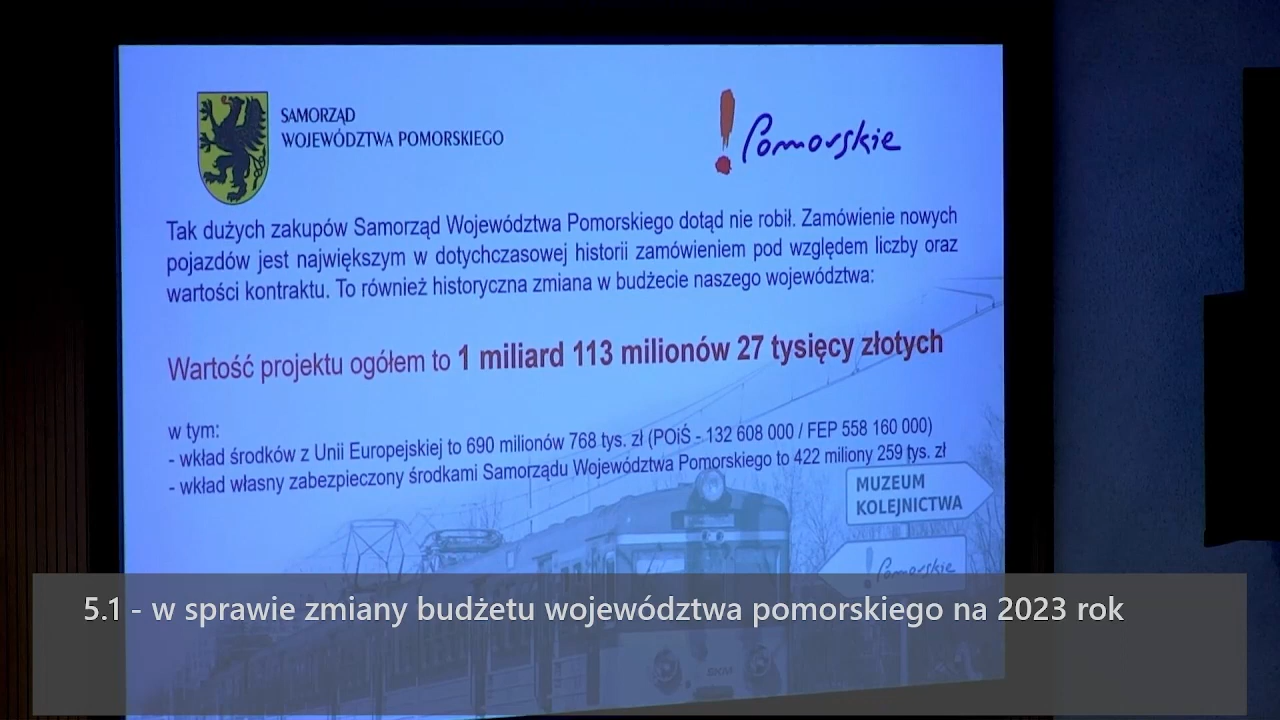 SAMORZĄD
WOJEWÓDZTWA POMORSKIEGO
Pomorskie
Tak dużych zakupów Samorząd Województwa Pomorskiego dotąd nie robił. Zamówienie nowych
pojazdów jest największym w dotychczasowej historii zamówieniem pod względem liczby oraz
wartości kontraktu. To również historyczna zmiana w budżecie naszego województwa:
Wartość projektu ogółem to 1 miliard 113 milionów 27 tysięcy złotych
w tym:
- wkład środków z Unii Europejskiej to 690 milionów 768 tys. zł (POiŚ - 132 608 000 / FEP 558 160 000)
- wkład własny zabezpieczony środkami Samorządu Województwa Pomorskiego to 422 miliony 259 tys. zł
MUZEUM
KOLEJNICTWA
Pomorskie
5.1 - w sprawie zmiany budżetu województwa pomorskiego na 2023 rok
SKM